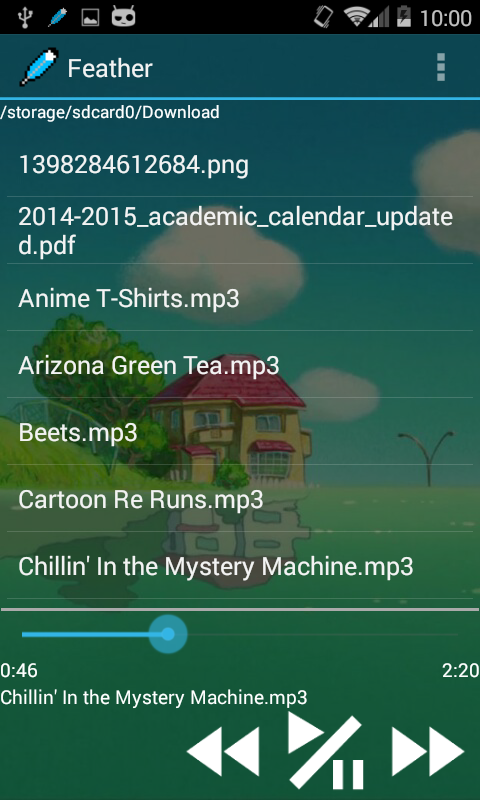 10:00
Feather
/storage/sdcard0/Download
1398284612684.png
2014-2015_academic_calendar_update
d.pdf
Anime T-Shirts.mp3
Arizona Green Tea.mp3
Beets.mp3
Cartoon Re Runs.mp3
Chillin' In the Mystery Machine.mp3
0:46 2:20
Chillin' In the Mystery Machine.mp3